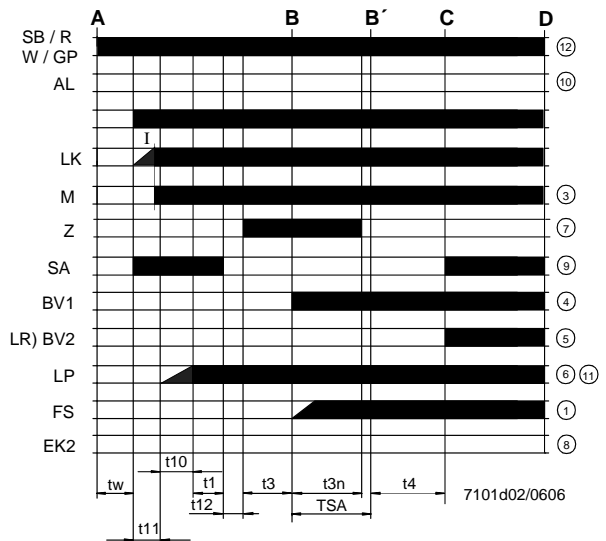 A B B´ C D
SB / R
W / GP 12
AL 10
I
LK
M 3
Z 7
SA 9
BV1 4
LR) BV2 5
LP 6 11
FS 1
EK2 8
t10
tw t1 t3 t3n t4 7101d02/0606
t12 TSA
t11